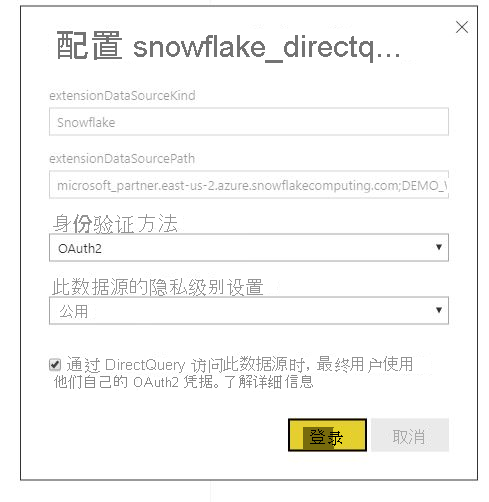 配置 snowflake_directq...
extensionDataSourceKind
Snowflake
extensionDataSourcePath
microsoft_partner.east-us-2.azure.snowflakecomputing.com;DEMO_
身份验证方法
OAuth2
此数据源的隐私级别设置
公用
通过 DirectQuery 访问此数据源时, 最终用户使用
他们自己的 OAuth2 凭据。了解详细信息
登录
取消